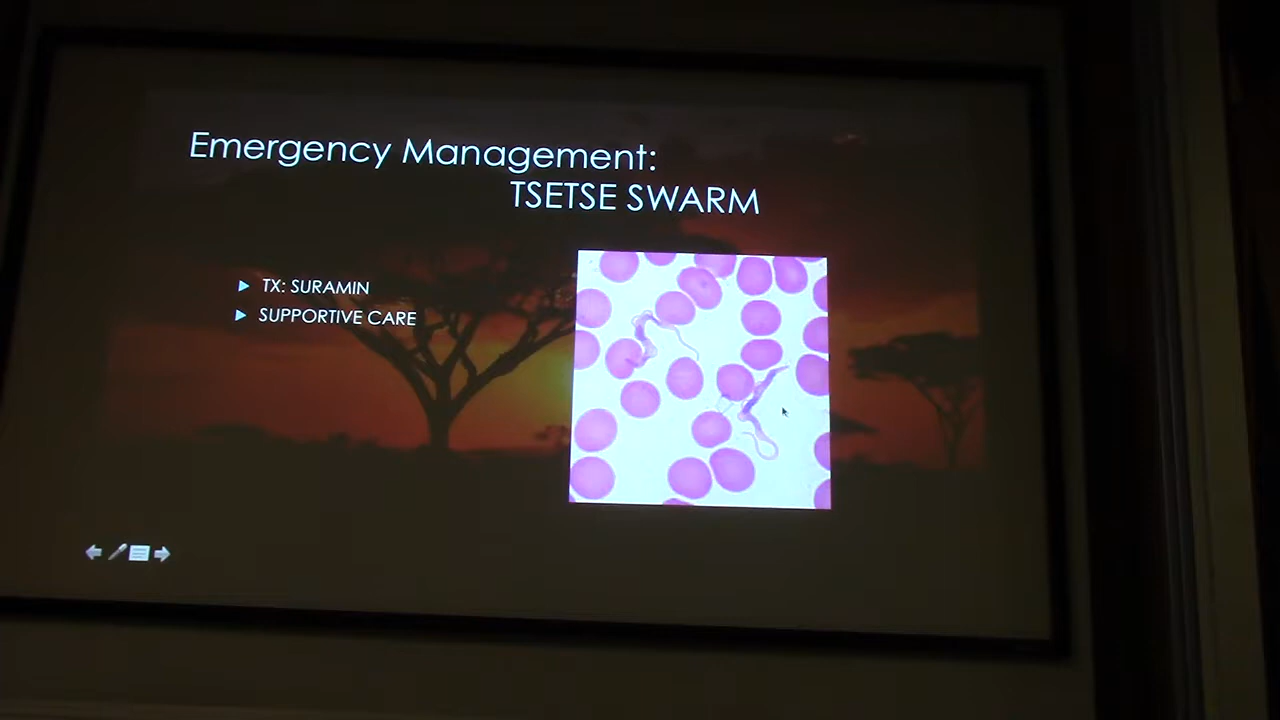 Emergency Management:
TSETSE SWARM
TX: SURAMIN
SUPPORTIVE CARE